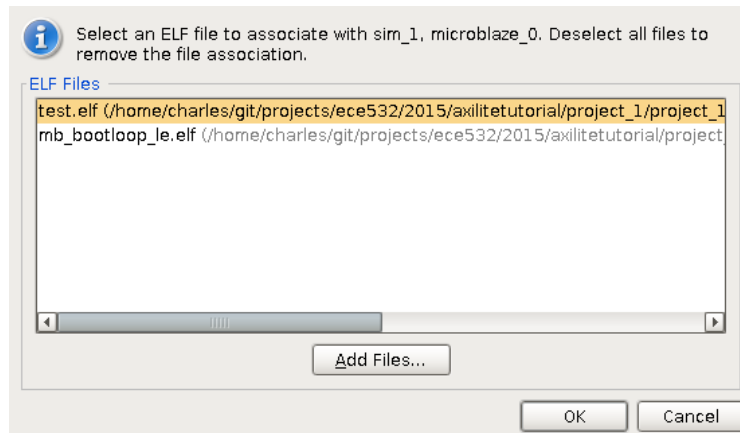 Select an ELF file to associate with sim_1, microblaze_0. Deselect all files to
remove the file association.
ELF Files
test.elf (/home/charles/git/projects/ece532/2015/axilitetutorial/project_1/project_1
mb_bootloop_le.elf (/home/charles/git/projects/ece532/2015/axilitetutorial/project_
Add Files...
OK
Cancel